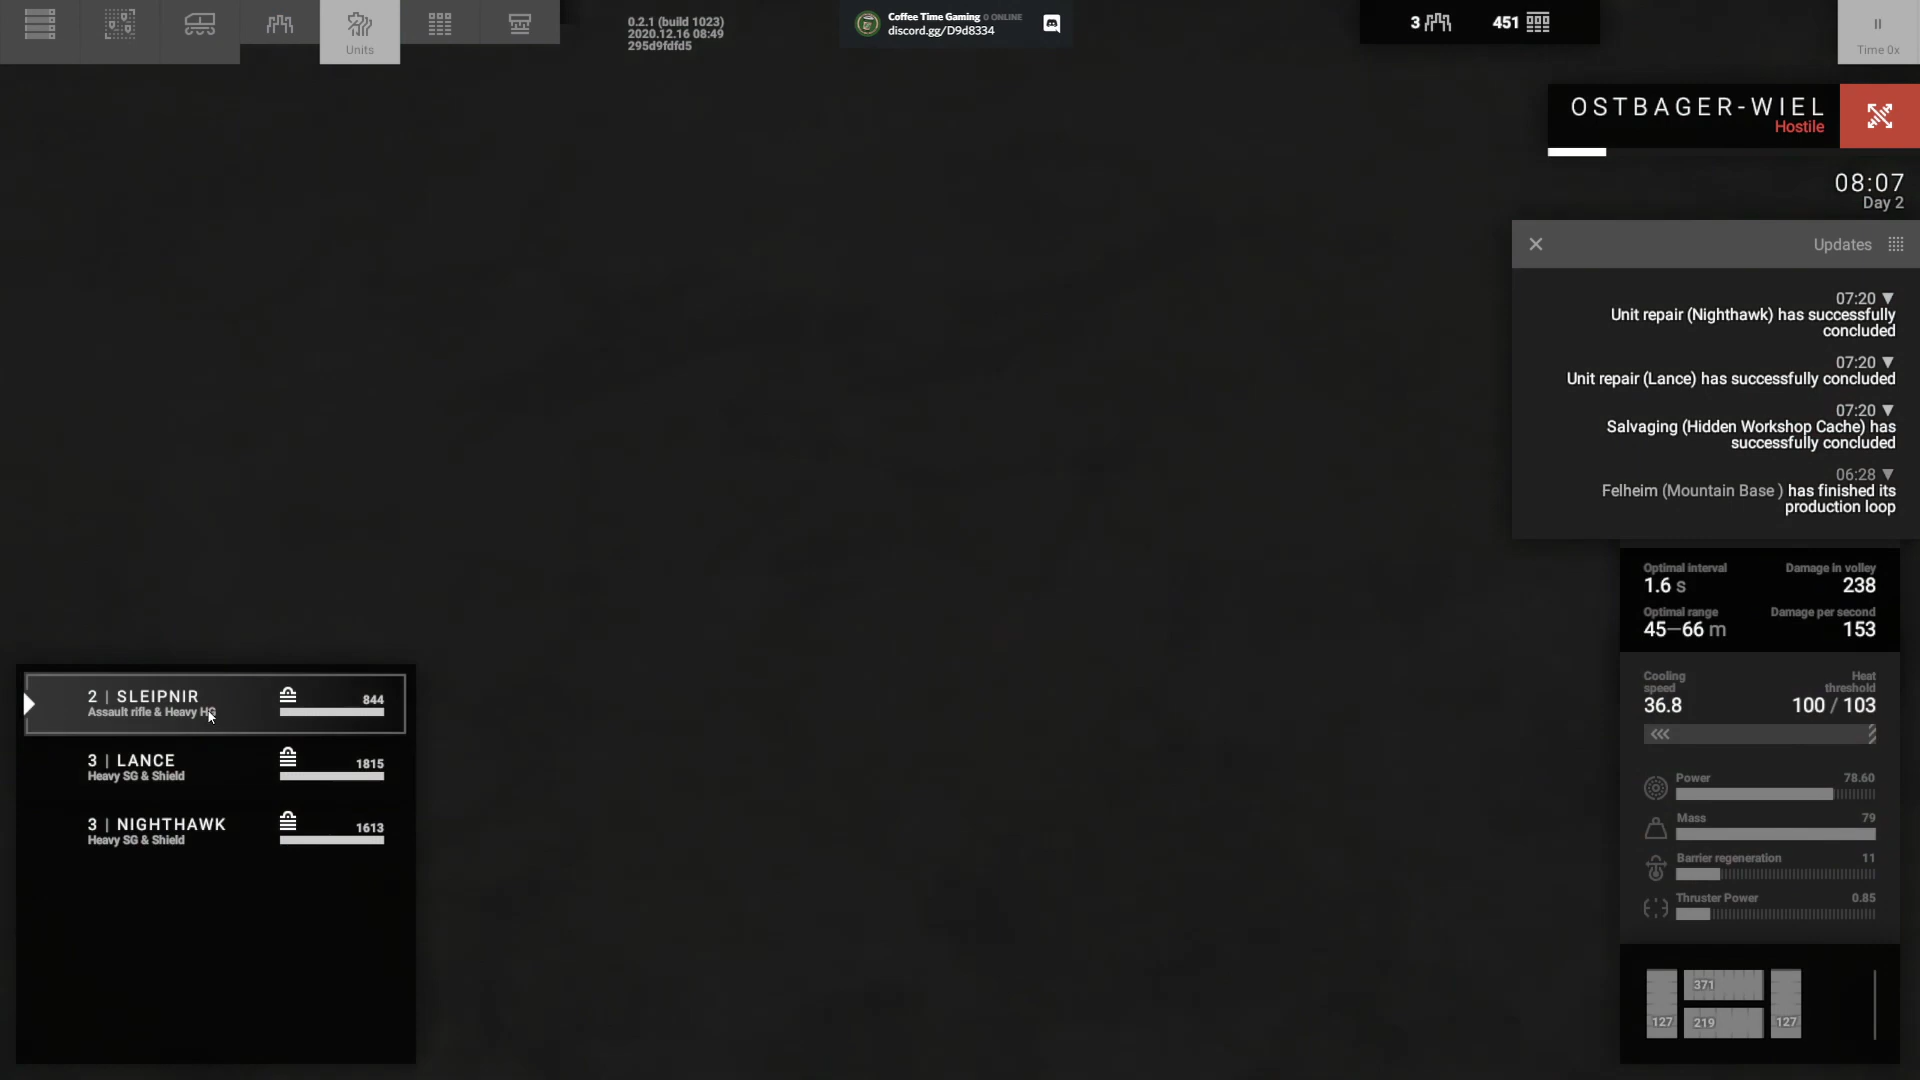 Units
0.2.1 (build 1023)
2020.12.16 08:49
295d9fdfd5
Coffee Time Gaming 0 ONLINE
discord.gg/D9d8334
3
451
Time 0x
OSTBAGER-WIEL
Hostile
08:07
Day 2
Updates
07:20
Unit repair (Nighthawk) has successfully
concluded
07:20
Unit repair (Lance) has successfully concluded
07:20
Salvaging (Hidden Workshop Cache) has
successfully concluded
06:28
Felheim (Mountain Base ) has finished its
production loop
Optimal interval
1.6 s
Damage in volley
238
Optimal range
45—66 m
Damage per second
153
Cooling
speed
36.8
Heat
threshold
100 / 103
Power 78.60
Mass 79
Barrier regeneration 11
Thruster Power 0.85
371
127 219 127
2 | SLEIPNIR 844
Assault rifle & Heavy HG
3 | LANCE 1815
Heavy SG & Shield
3 | NIGHTHAWK 1613
Heavy SG & Shield